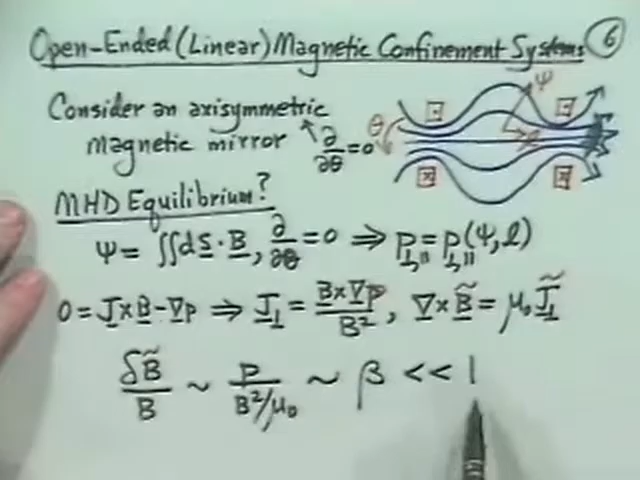 Open-Ended (Linear) Magnetic Confinement Systems 6
Consider an axisymmetric
magnetic mirror ∂/∂θ=0
θ ψ
MHD Equilibrium?
ψ = ∬dS·B, ∂/∂θ=0 ⇒ p⊥,∥ = p⊥,∥(ψ,l)
0 = J×B−∇p ⇒ J⊥ = B×∇p/B², ∇×B̃ = μ₀J̃⊥
δB̃/B ~ p/B²/μ₀ ~ β << 1